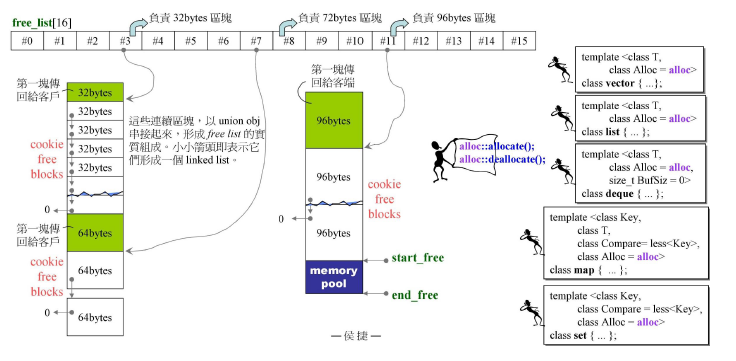 free_list[16]
負責 32bytes 區塊
負責 72bytes 區塊
負責 96bytes 區塊
#0 #1 #2 #3 #4 #5 #6 #7 #8 #9 #10 #11 #12 #13 #14 #15
第一塊傳
回給客戶
32bytes
32bytes
32bytes
32bytes
32bytes
cookie
free
blocks
0
這些連續區塊，以 union obj
串接起來，形成 free list 的實
質組成。小小箭頭即表示它
們形成一個 linked list。
第一塊傳
回給客戶
64bytes
cookie
free
blocks
64bytes
0
64bytes
第一塊傳
回給客端
96bytes
96bytes
cookie
free
blocks
0
96bytes
memory
pool
start_free
end_free
─ 侯捷 ─
alloc::allocate();
alloc::deallocate();
template <class T,
class Alloc = alloc>
class vector { ...};
template <class T,
class Alloc = alloc>
class list { ...};
template <class T,
class Alloc = alloc,
size_t BufSiz = 0>
class deque { ... };
template <class Key,
class T,
class Compare= less<Key>,
class Alloc = alloc>
class map { ... };
template <class Key,
class Compare = less<Key>,
class Alloc = alloc>
class set { ... };